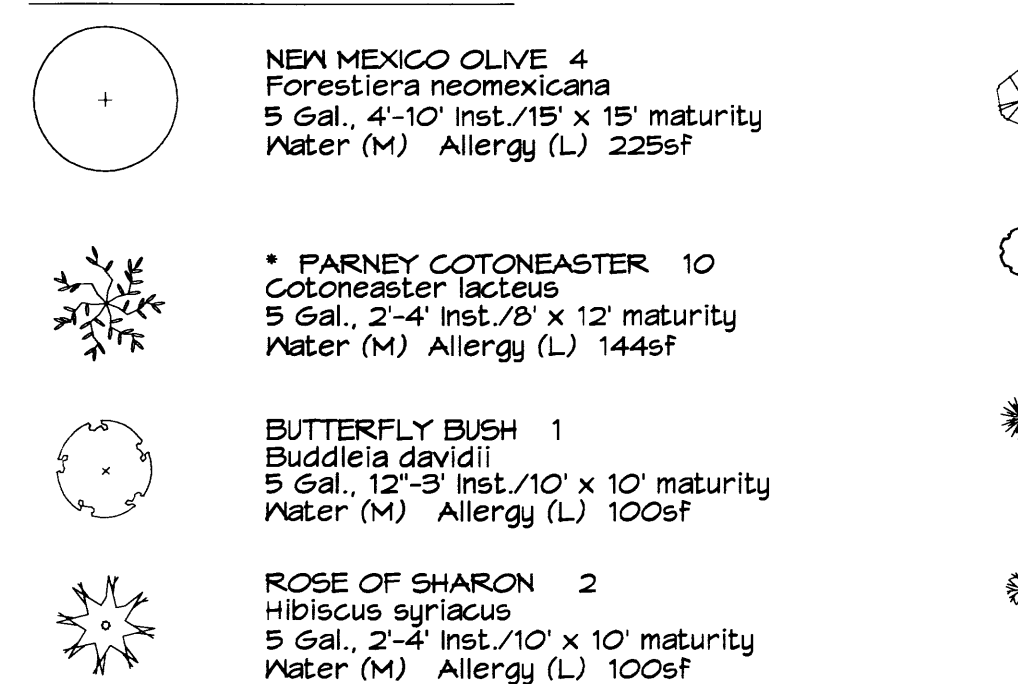 NEW MEXICO OLIVE 4
Forestiera neomexicana
5 Gal., 4'-10' Inst./15' x 15' maturity
Water (M) Allergy (L) 225sf
* PARNEY COTONEASTER 10
Cotoneaster lacteus
5 Gal., 2'-4' Inst./8' x 12' maturity
Water (M) Allergy (L) 144sf
BUTTERFLY BUSH 1
Buddleia davidii
5 Gal., 12"-3' Inst./10' x 10' maturity
Water (M) Allergy (L) 100sf
ROSE OF SHARON 2
Hibiscus syriacus
5 Gal., 2'-4' Inst./10' x 10' maturity
Water (M) Allergy (L) 100sf